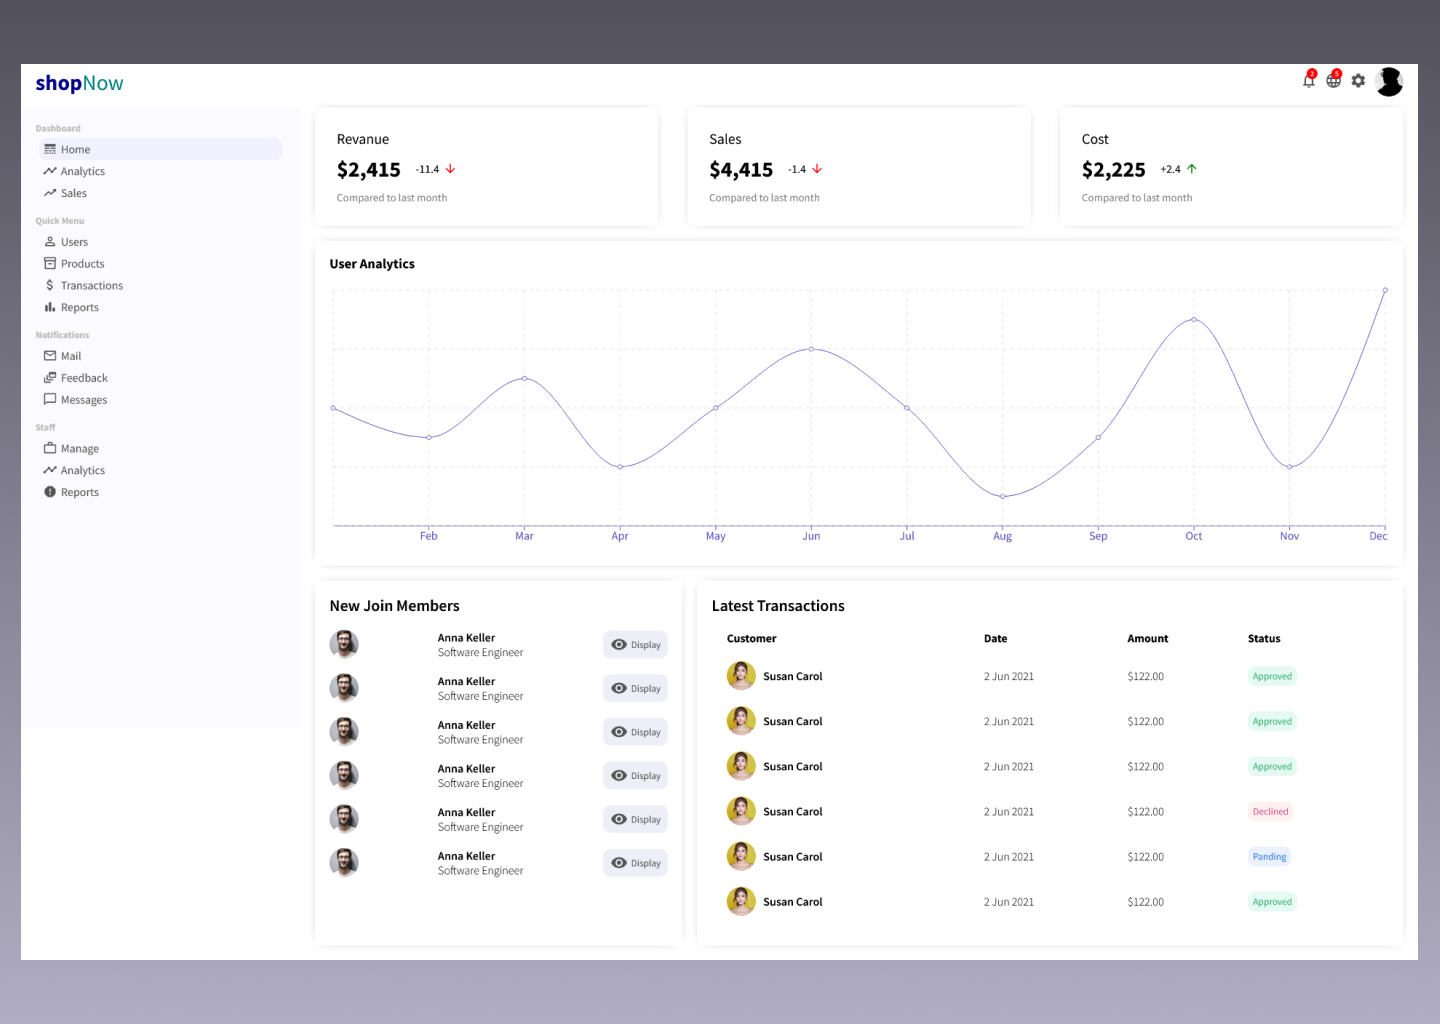 shopNow
2
5
Dashboard
Home
Analytics
Sales
Quick Menu
Users
Products
Transactions
Reports
Notifications
Mail
Feedback
Messages
Staff
Manage
Analytics
Reports
Revanue
$2,415 -11.4
Compared to last month
Sales
$4,415 -1.4
Compared to last month
Cost
$2,225 +2.4
Compared to last month
User Analytics
Feb Mar Apr May Jun Jul Aug Sep Oct Nov Dec
New Join Members
Anna Keller
Software Engineer
Display
Anna Keller
Software Engineer
Display
Anna Keller
Software Engineer
Display
Anna Keller
Software Engineer
Display
Anna Keller
Software Engineer
Display
Anna Keller
Software Engineer
Display
Latest Transactions
Customer Date Amount Status
Susan Carol 2 Jun 2021 $122.00 Approved
Susan Carol 2 Jun 2021 $122.00 Approved
Susan Carol 2 Jun 2021 $122.00 Approved
Susan Carol 2 Jun 2021 $122.00 Declined
Susan Carol 2 Jun 2021 $122.00 Panding
Susan Carol 2 Jun 2021 $122.00 Approved